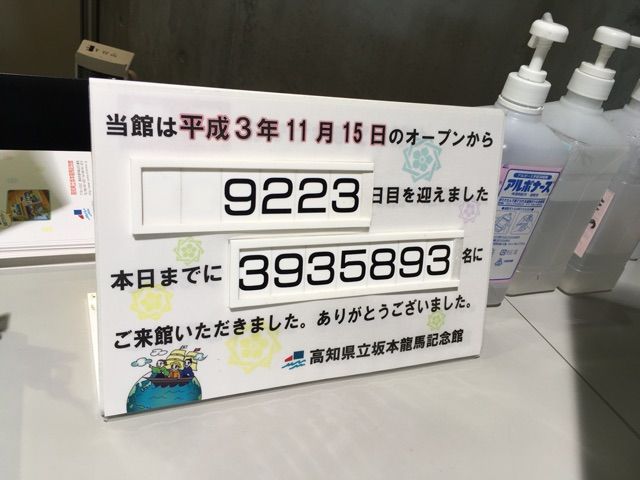 当館は平成3年11月15日のオープンから
9223日目を迎えました
本日までに3935893名に
ご来館いただきました。ありがとうございました。
高知県立坂本龍馬記念館
アルボナース